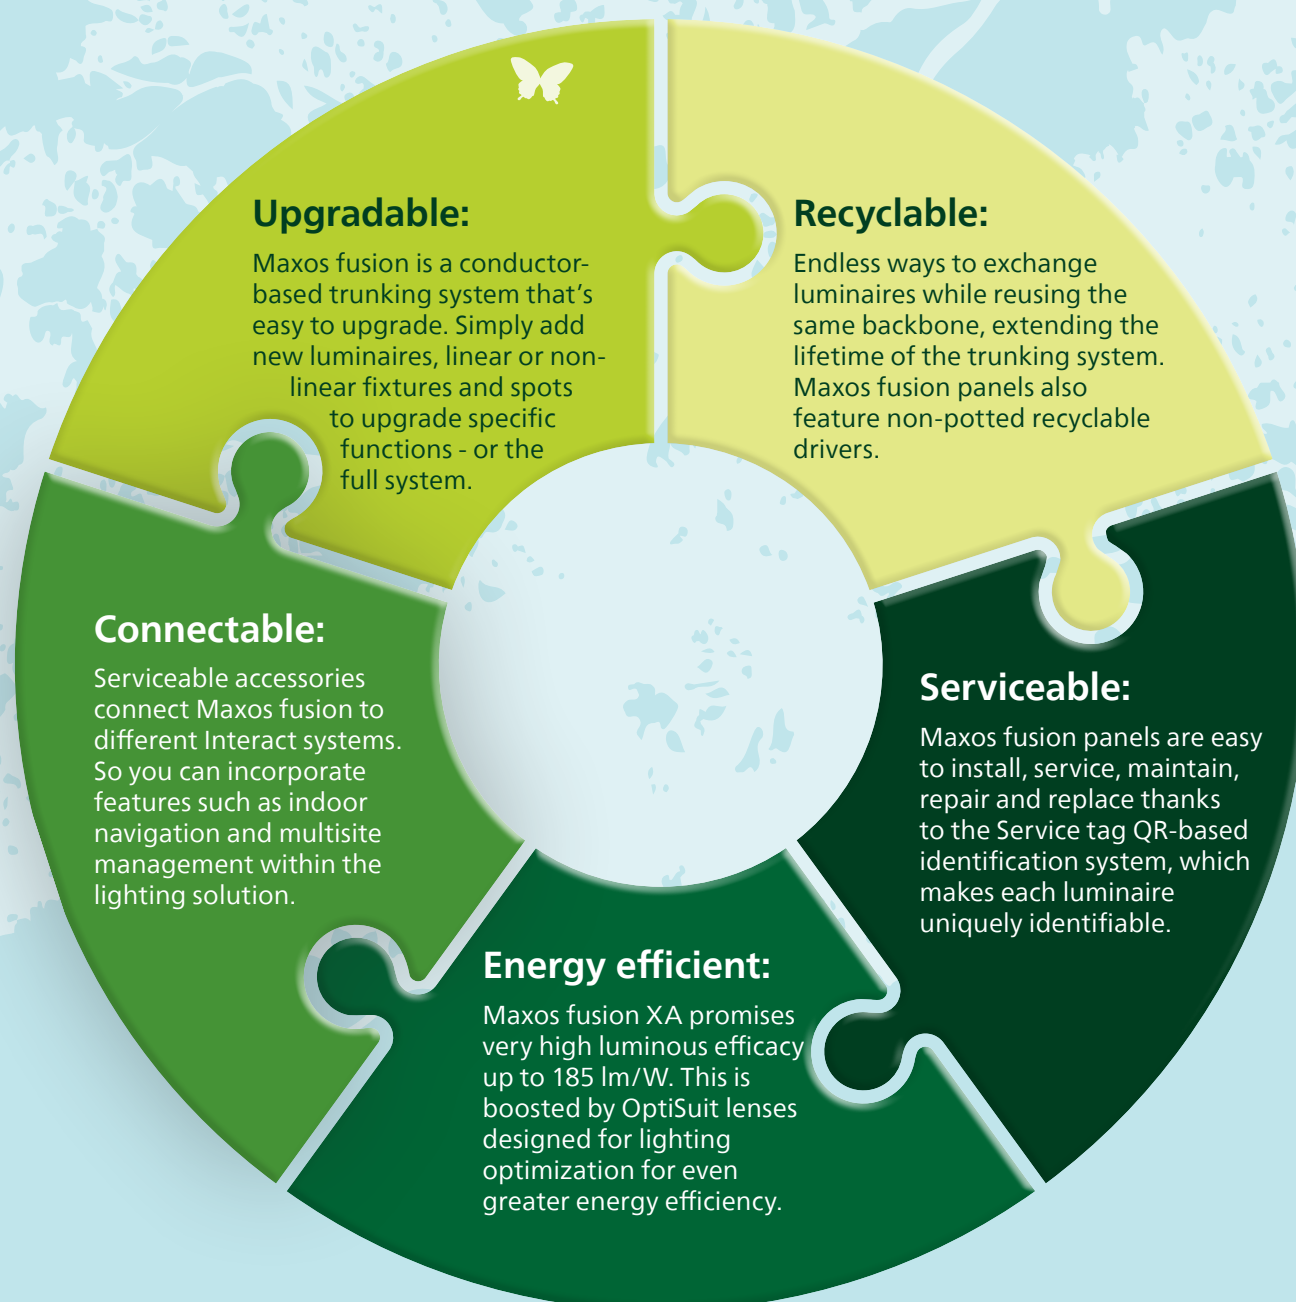 Upgradable:
Maxos fusion is a conductor-
based trunking system that’s
easy to upgrade. Simply add
new luminaires, linear or non-
linear fixtures and spots
to upgrade specific
functions - or the
full system.
Recyclable:
Endless ways to exchange
luminaires while reusing the
same backbone, extending the
lifetime of the trunking system.
Maxos fusion panels also
feature non-potted recyclable
drivers.
Connectable:
Serviceable accessories
connect Maxos fusion to
different Interact systems.
So you can incorporate
features such as indoor
navigation and multisite
management within the
lighting solution.
Serviceable:
Maxos fusion panels are easy
to install, service, maintain,
repair and replace thanks
to the Service tag QR-based
identification system, which
makes each luminaire
uniquely identifiable.
Energy efficient:
Maxos fusion XA promises
very high luminous efficacy
up to 185 lm/W. This is
boosted by OptiSuit lenses
designed for lighting
optimization for even
greater energy efficiency.